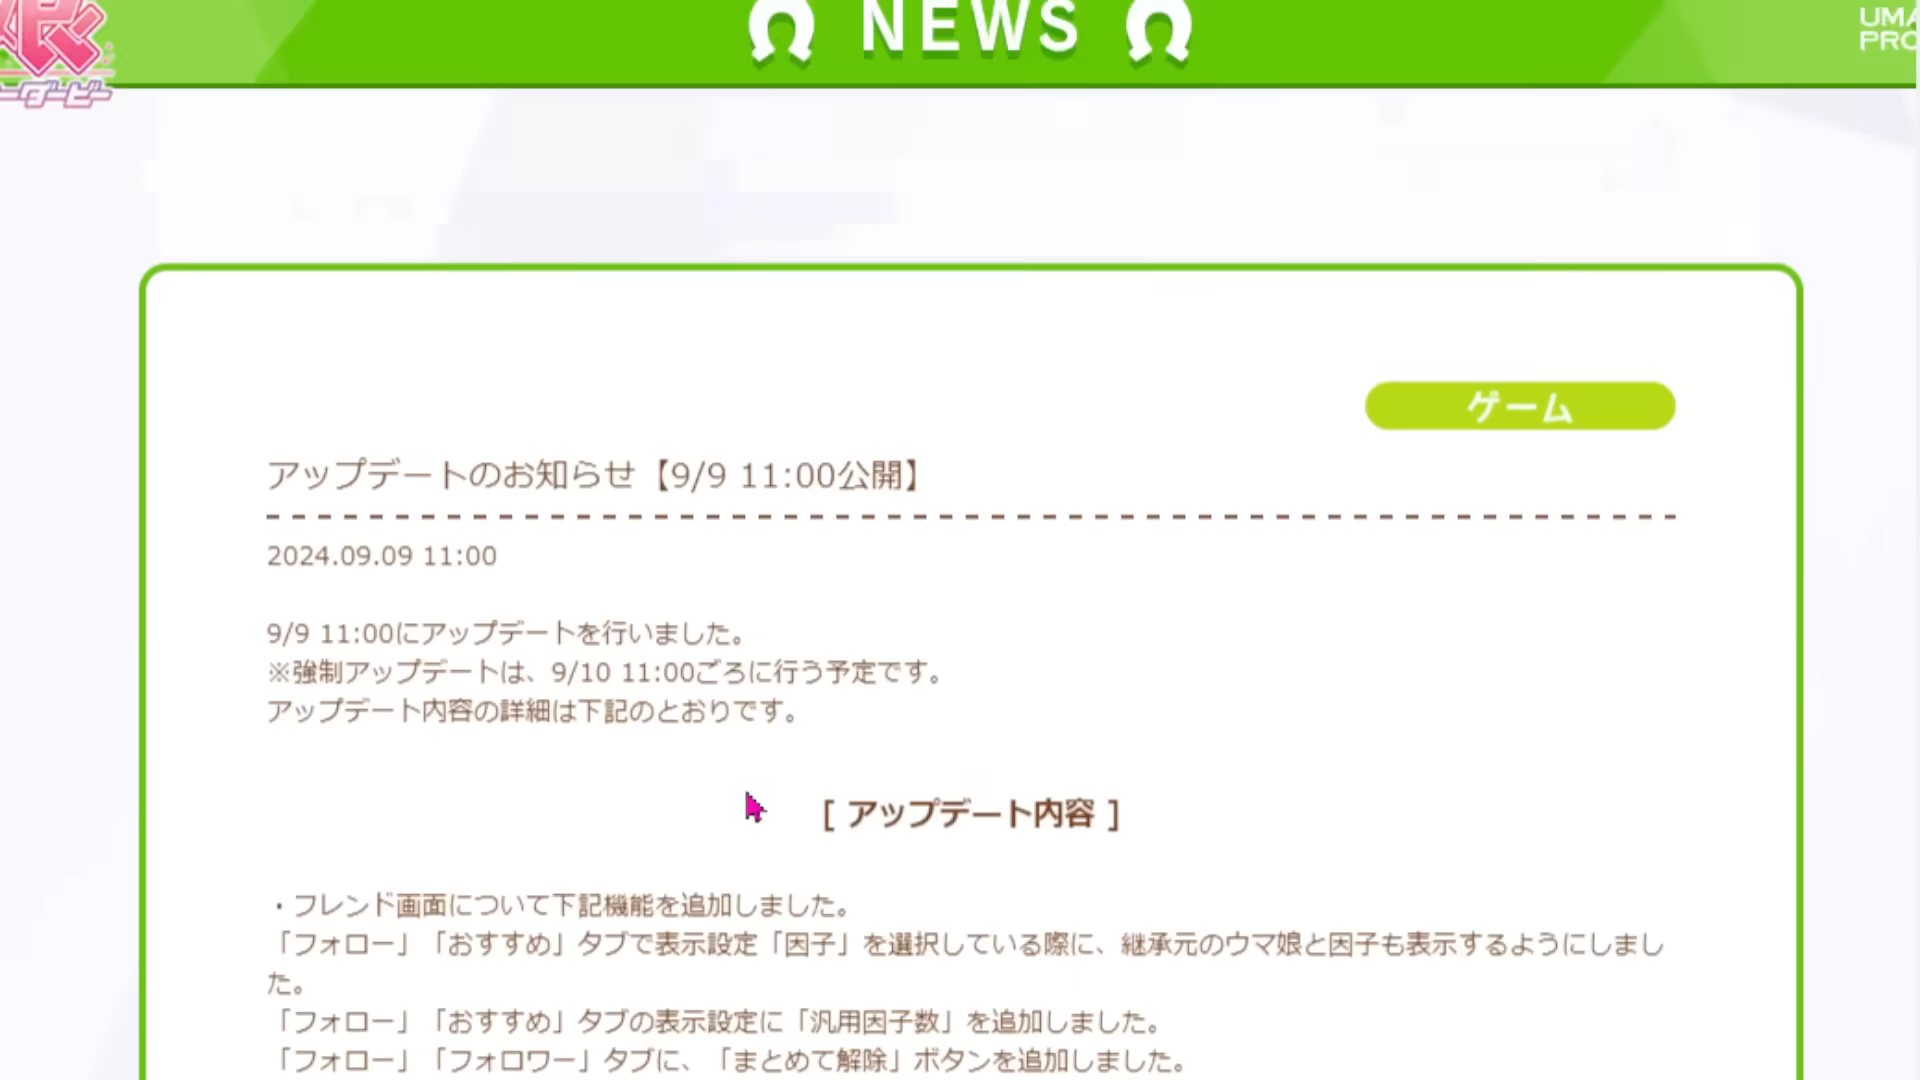 NEWS
UMA
PRO
ーダービー
ゲーム
アップデートのお知らせ【9/9 11:00公開】
2024.09.09 11:00
9/9 11:00にアップデートを行いました。
※強制アップデートは、9/10 11:00ごろに行う予定です。
アップデート内容の詳細は下記のとおりです。
[ アップデート内容 ]
・フレンド画面について下記機能を追加しました。
「フォロー」「おすすめ」タブで表示設定「因子」を選択している際に、継承元のウマ娘と因子も表示するようにしまし
た。
「フォロー」「おすすめ」タブの表示設定に「汎用因子数」を追加しました。
「フォロー」「フォロワー」タブに、「まとめて解除」ボタンを追加しました。